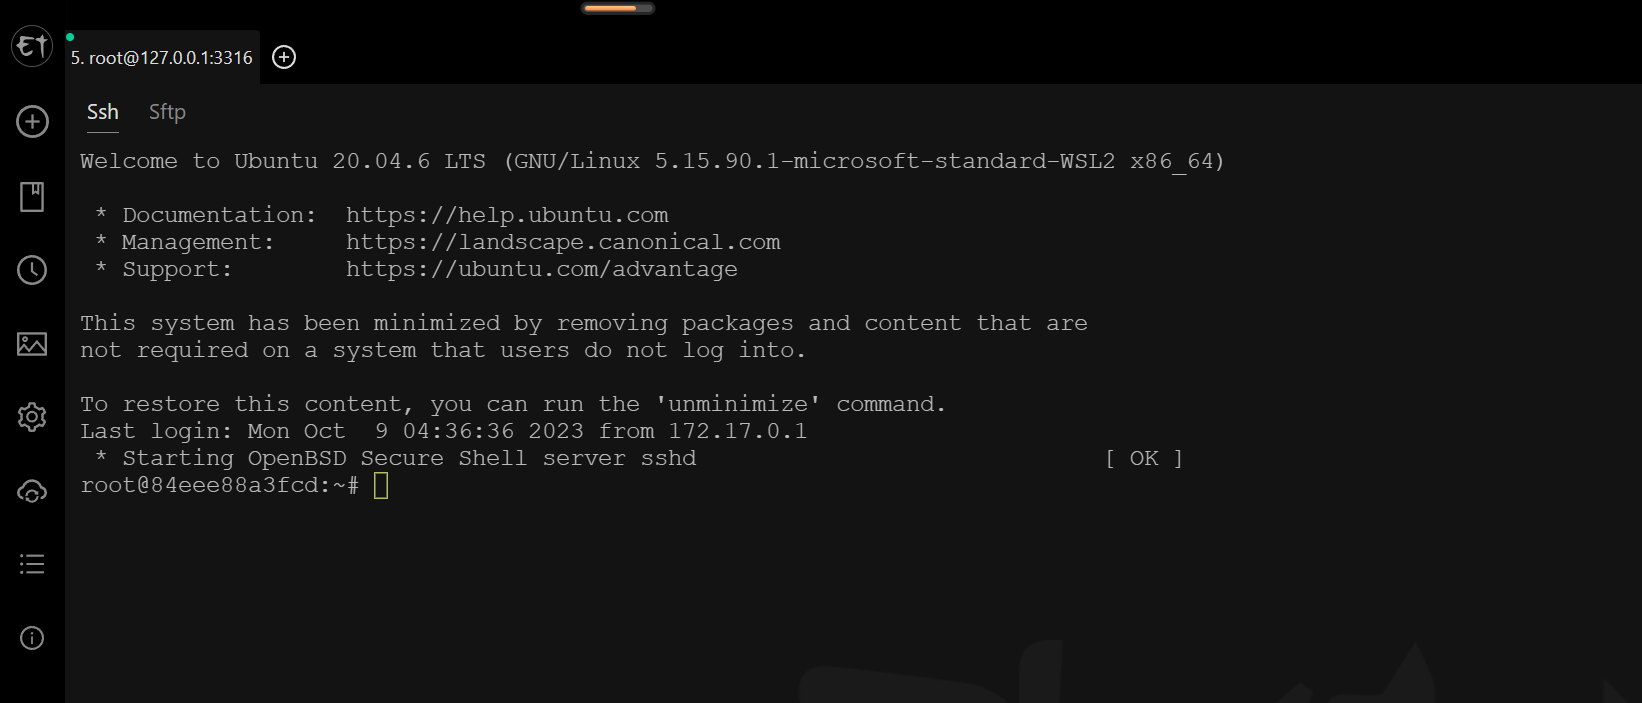 5. root@127.0.0.1:3316
Ssh Sftp
Welcome to Ubuntu 20.04.6 LTS (GNU/Linux 5.15.90.1-microsoft-standard-WSL2 x86_64)
* Documentation: https://help.ubuntu.com
* Management: https://landscape.canonical.com
* Support: https://ubuntu.com/advantage
This system has been minimized by removing packages and content that are
not required on a system that users do not log into.
To restore this content, you can run the 'unminimize' command.
Last login: Mon Oct  9 04:36:36 2023 from 172.17.0.1
* Starting OpenBSD Secure Shell server sshd [ OK ]
root@84eee88a3fcd:~#